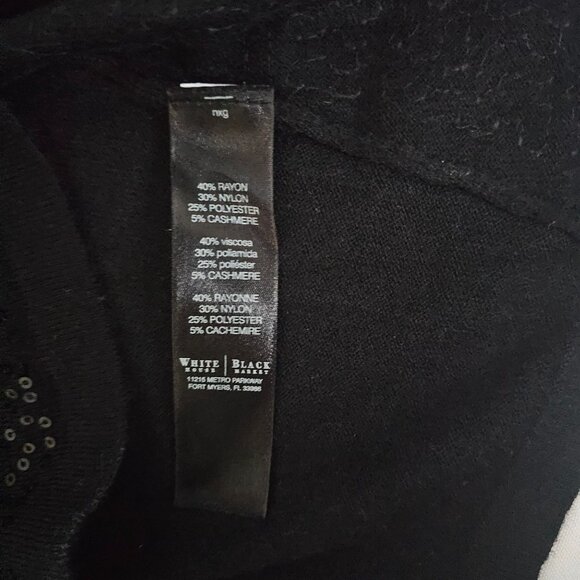 nxg
40% RAYON
30% NYLON
25% POLYESTER
5% CASHMERE
40% viscosa
30% poliamida
25% poliéster
5% CASHMERE
40% RAYONNE
30% NYLON
25% POLYESTER
5% CACHEMIRE
WHITE | BLACK
HOUSE MARKET
11215 METRO PARKWAY
FORT MYERS, FL 33966